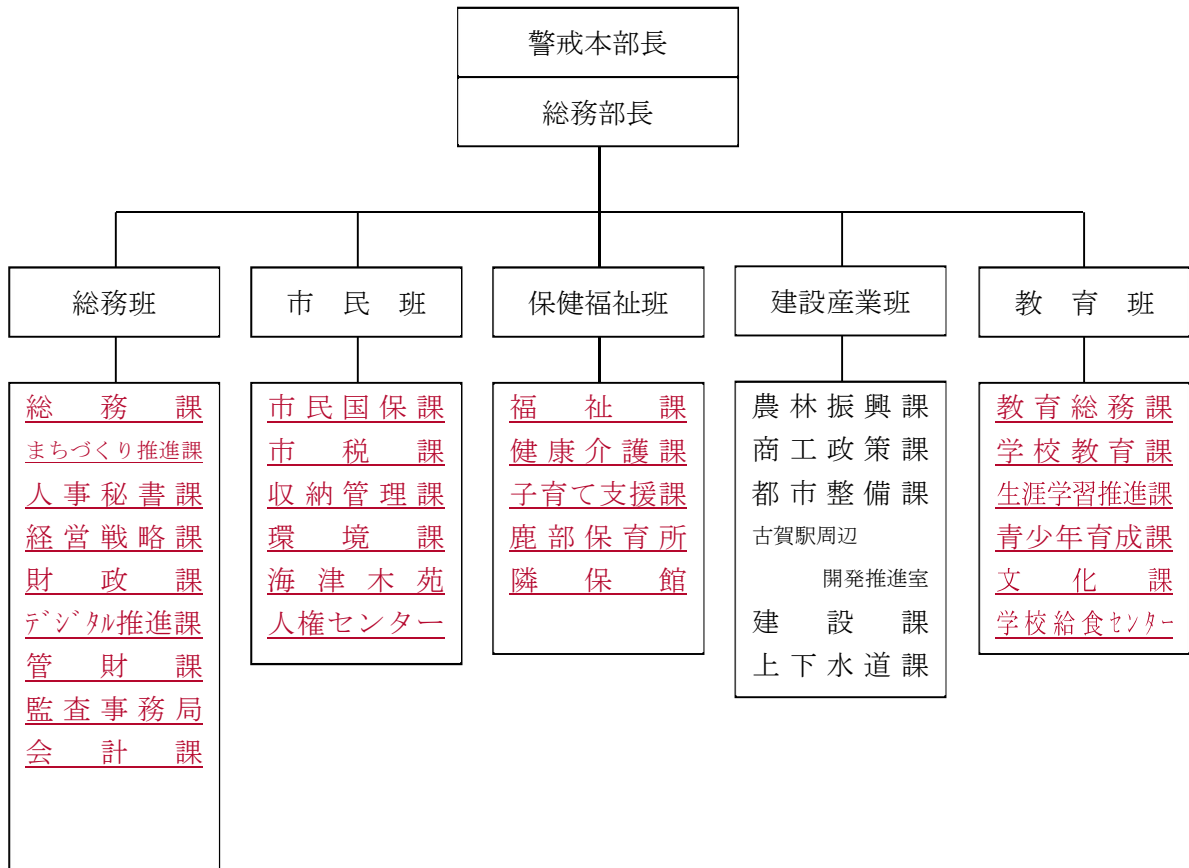 警戒本部長
総務部長
総務班
市民班
保健福祉班
建設産業班
教育班
総務課
まちづくり推進課
人事秘書課
経営戦略課
財政課
デジタル推進課
管財課
監査事務局
会計課
市民国保課
市税課
収納管理課
環境課
海津木苑
人権センター
福祉課
健康介護課
子育て支援課
鹿部保育所
隣保館
農林振興課
商工政策課
都市整備課
古賀駅周辺
開発推進室
建設課
上下水道課
教育総務課
学校教育課
生涯学習推進課
青少年育成課
文化課
学校給食センター